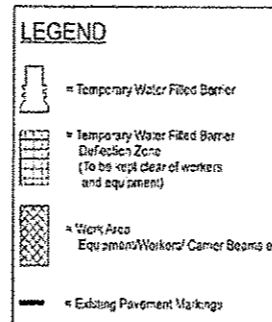 LEGEND
= Temporary Water Filled Barrier
= Temporary Water Filled Barrier
Deflection Zone
(To be kept clear of workers
and equipment)
= Work Area
Equipment/Workers/ Carrier Beams e
= Existing Pavement Markings